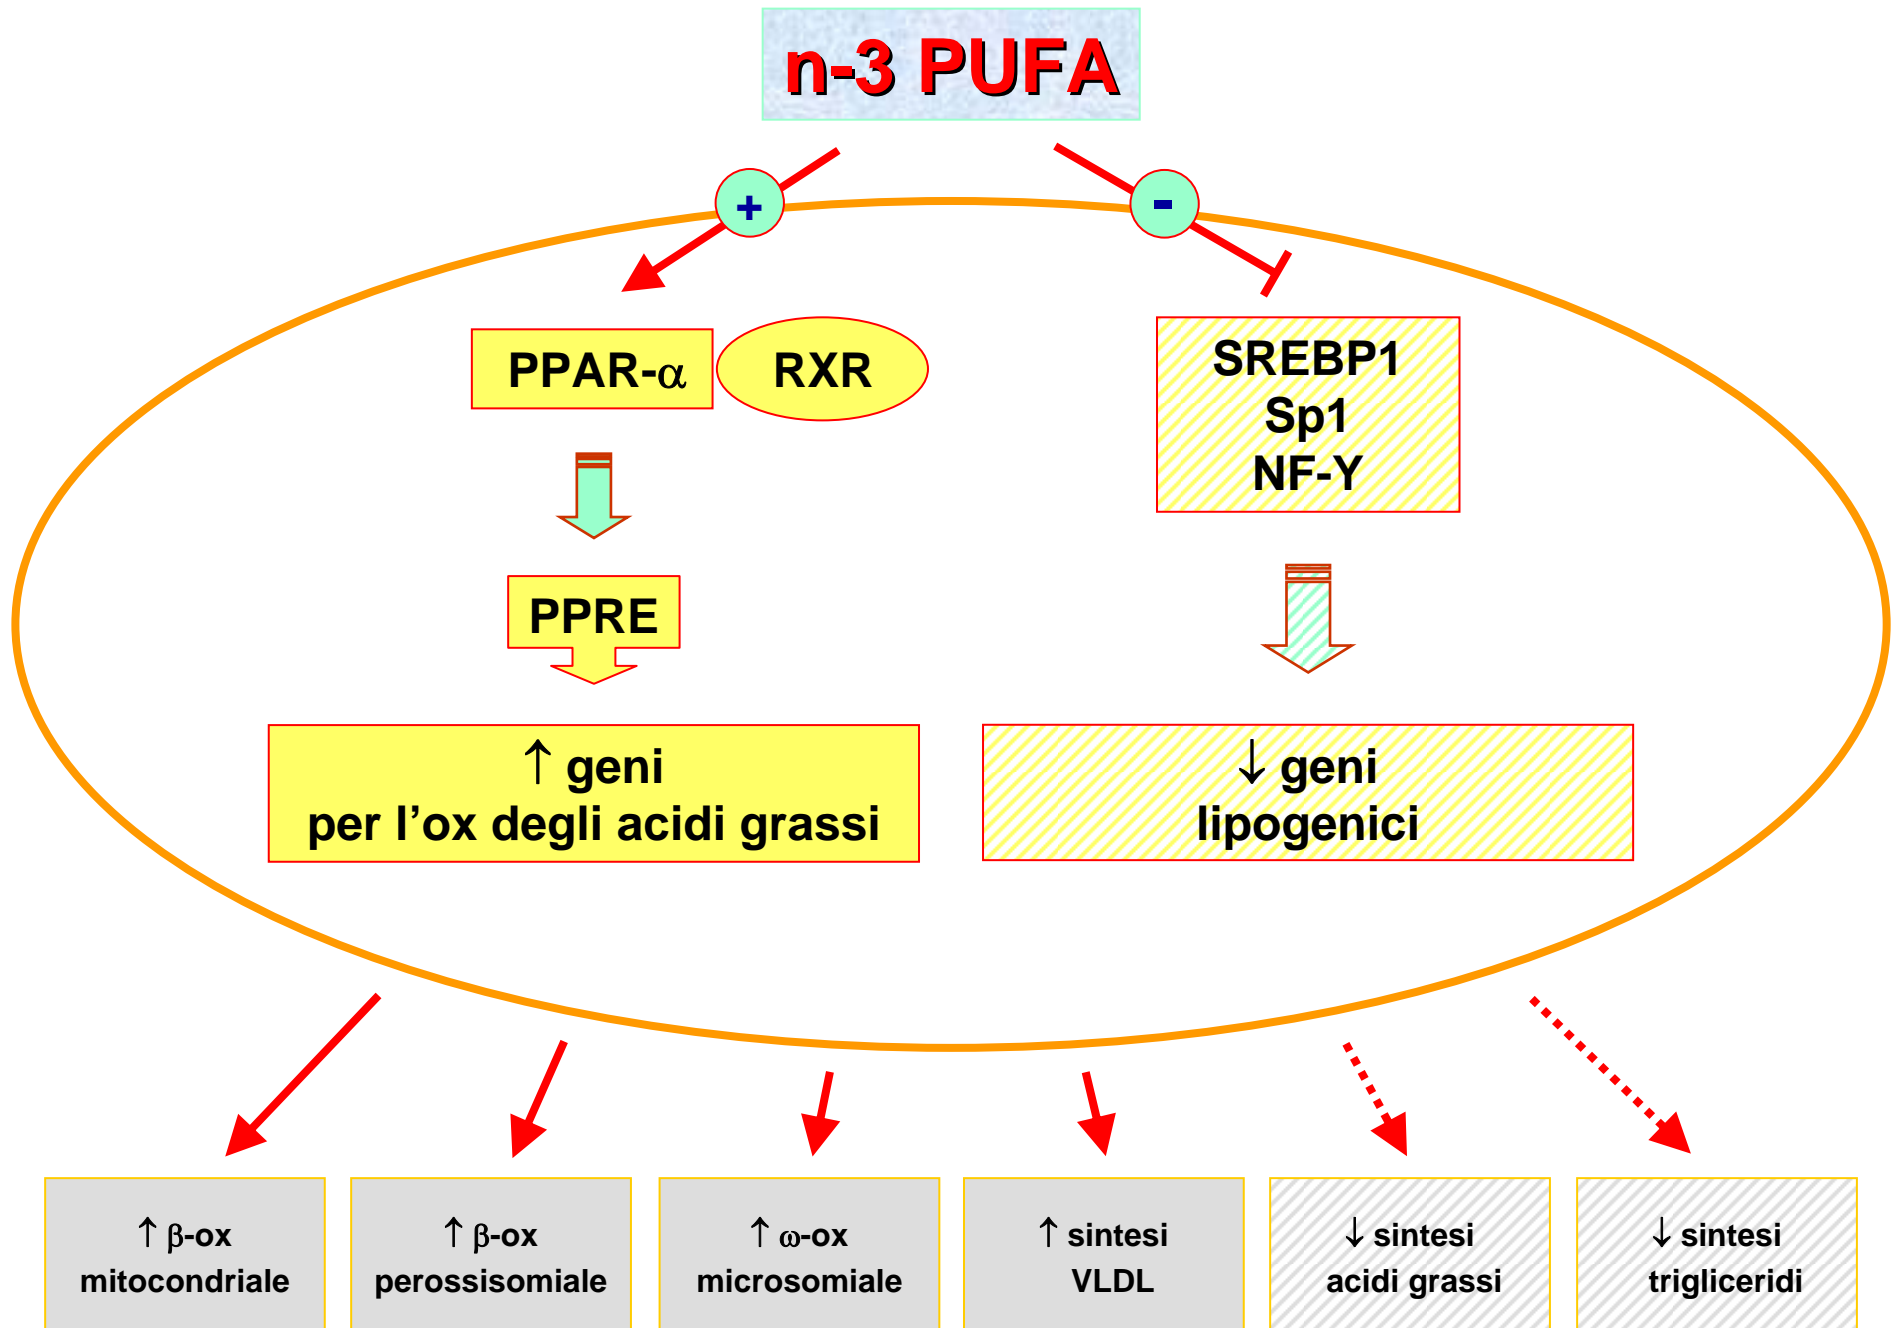 n-3 PUFA
+
-
PPAR-α
RXR
SREBP1
Sp1
NF-Y
PPRE
↑ geni
per l’ox degli acidi grassi
↓ geni
lipogenici
↑ β-ox
mitocondriale
↑ β-ox
perossisomiale
↑ ω-ox
microsomiale
↑ sintesi
VLDL
↓ sintesi
acidi grassi
↓ sintesi
trigliceridi